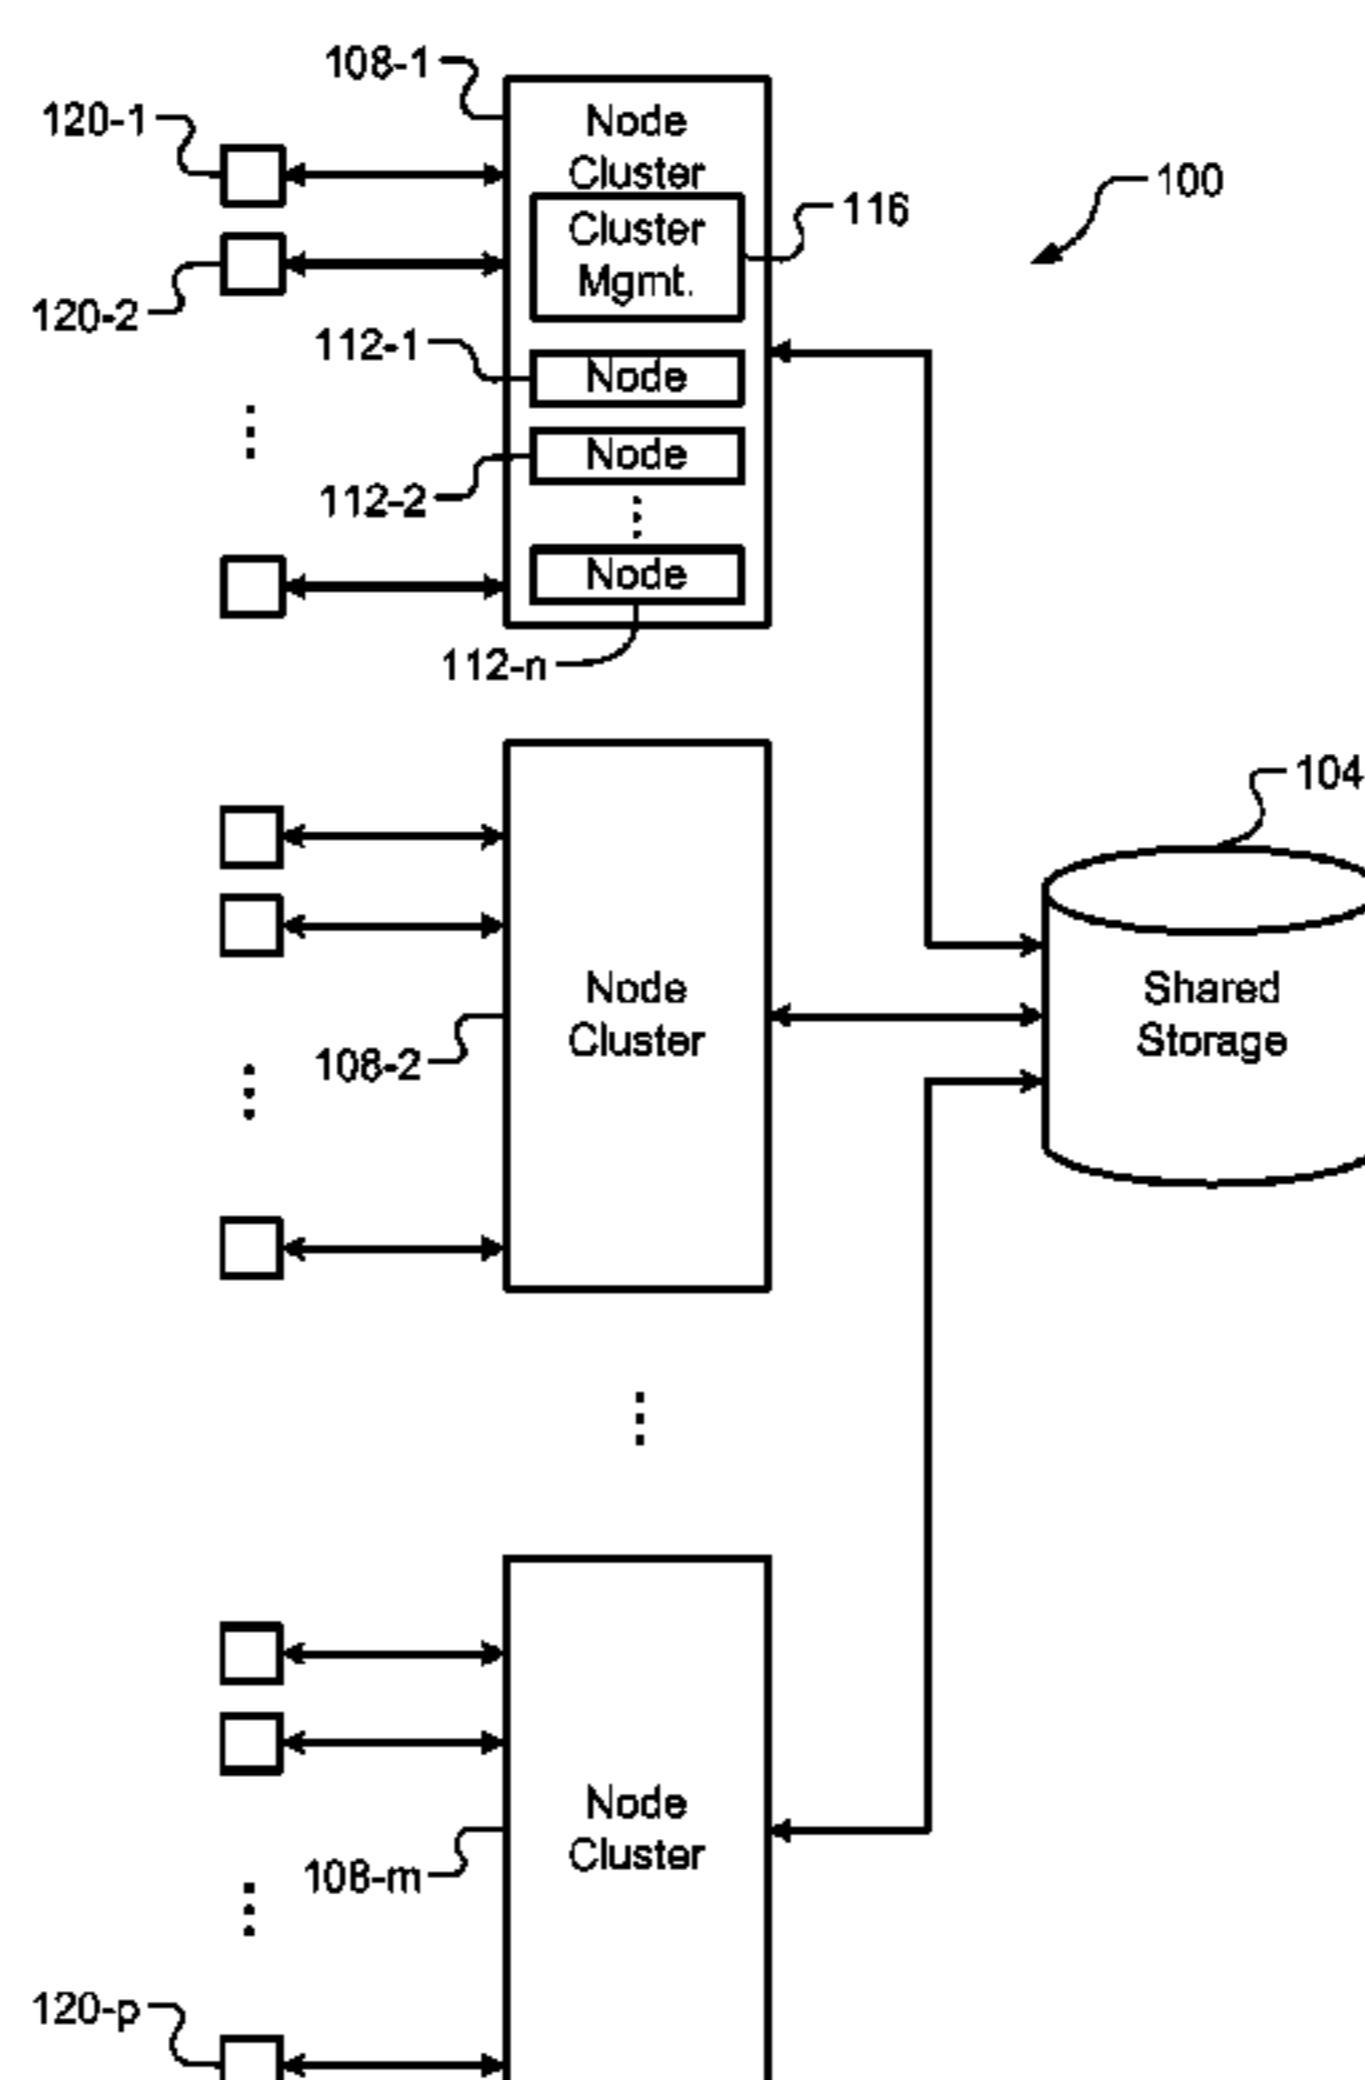 108-1
120-1
Node
Cluster
100
116
Cluster
Mgmt.
120-2
112-1
Node
Node
112-2
Node
112-n
104
Node
Cluster
108-2
Shared
Storage
Node
Cluster
108-m
120-p